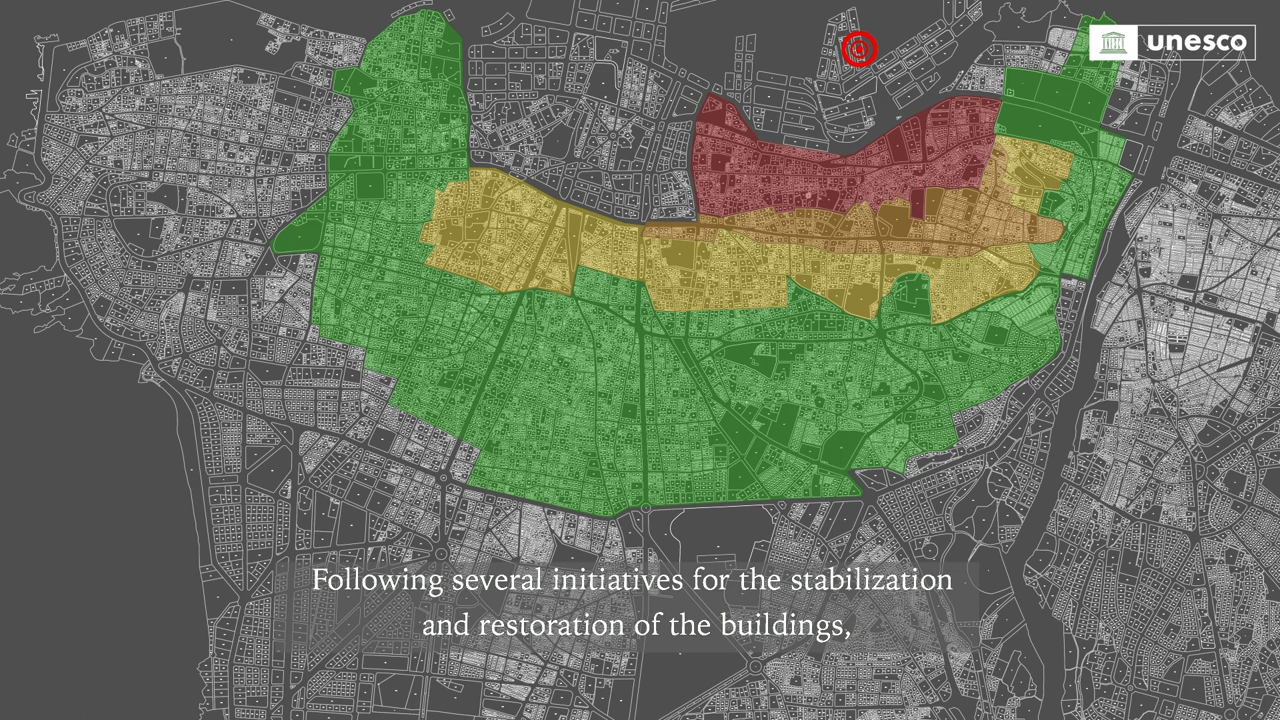 unesco
Following several initiatives for the stabilization
and restoration of the buildings,